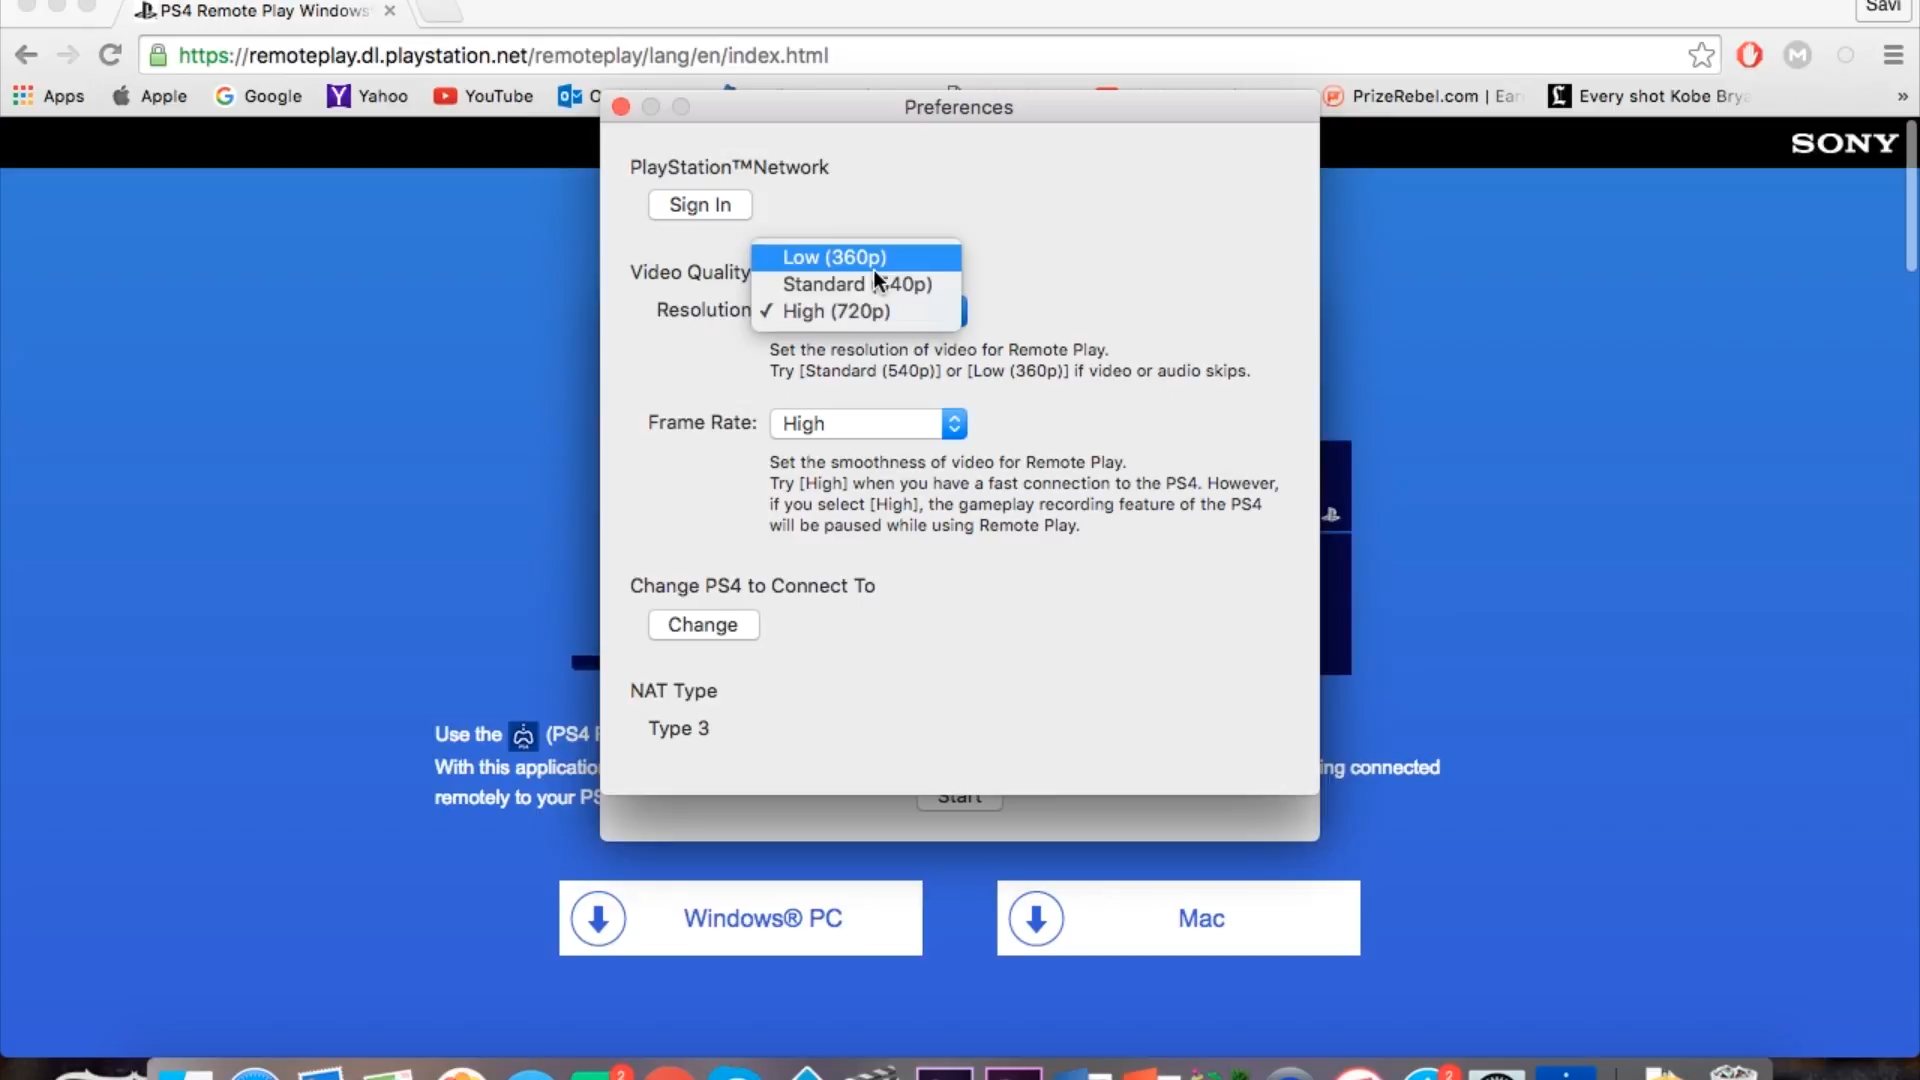 PS4 Remote Play Windows
Savi
https://remoteplay.dl.playstation.net/remoteplay/lang/en/index.html
Apps Apple Google Yahoo YouTube PrizeRebel.com | Every shot Kobe »
Preferences
SONY
PlayStation™Network
Sign In
Low (360p)
Video Quality
Standard 40p)
Resolution ✓ High (720p)
Set the resolution of video for Remote Play.
Try [Standard (540p)] or [Low (360p)] if video or audio skips.
Frame Rate: High
Set the smoothness of video for Remote Play.
Try [High] when you have a fast connection to the PS4. However,
if you select [High], the gameplay recording feature of the PS4
will be paused while using Remote Play.
Change PS4 to Connect To
Change
NAT Type
Type 3
Use the (PS4
With this ing connected
remotely to your
Start
Windows® PC Mac
2 2